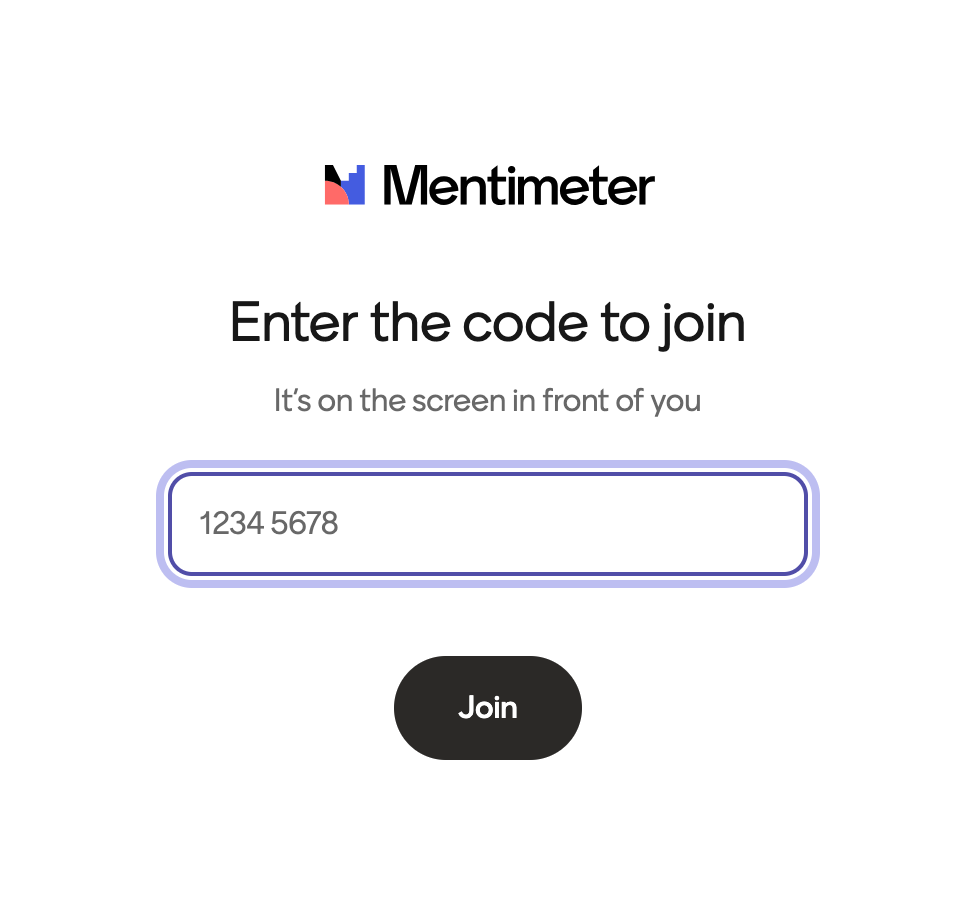 Mentimeter
Enter the code to join
It's on the screen in front of you
1234 5678
Join